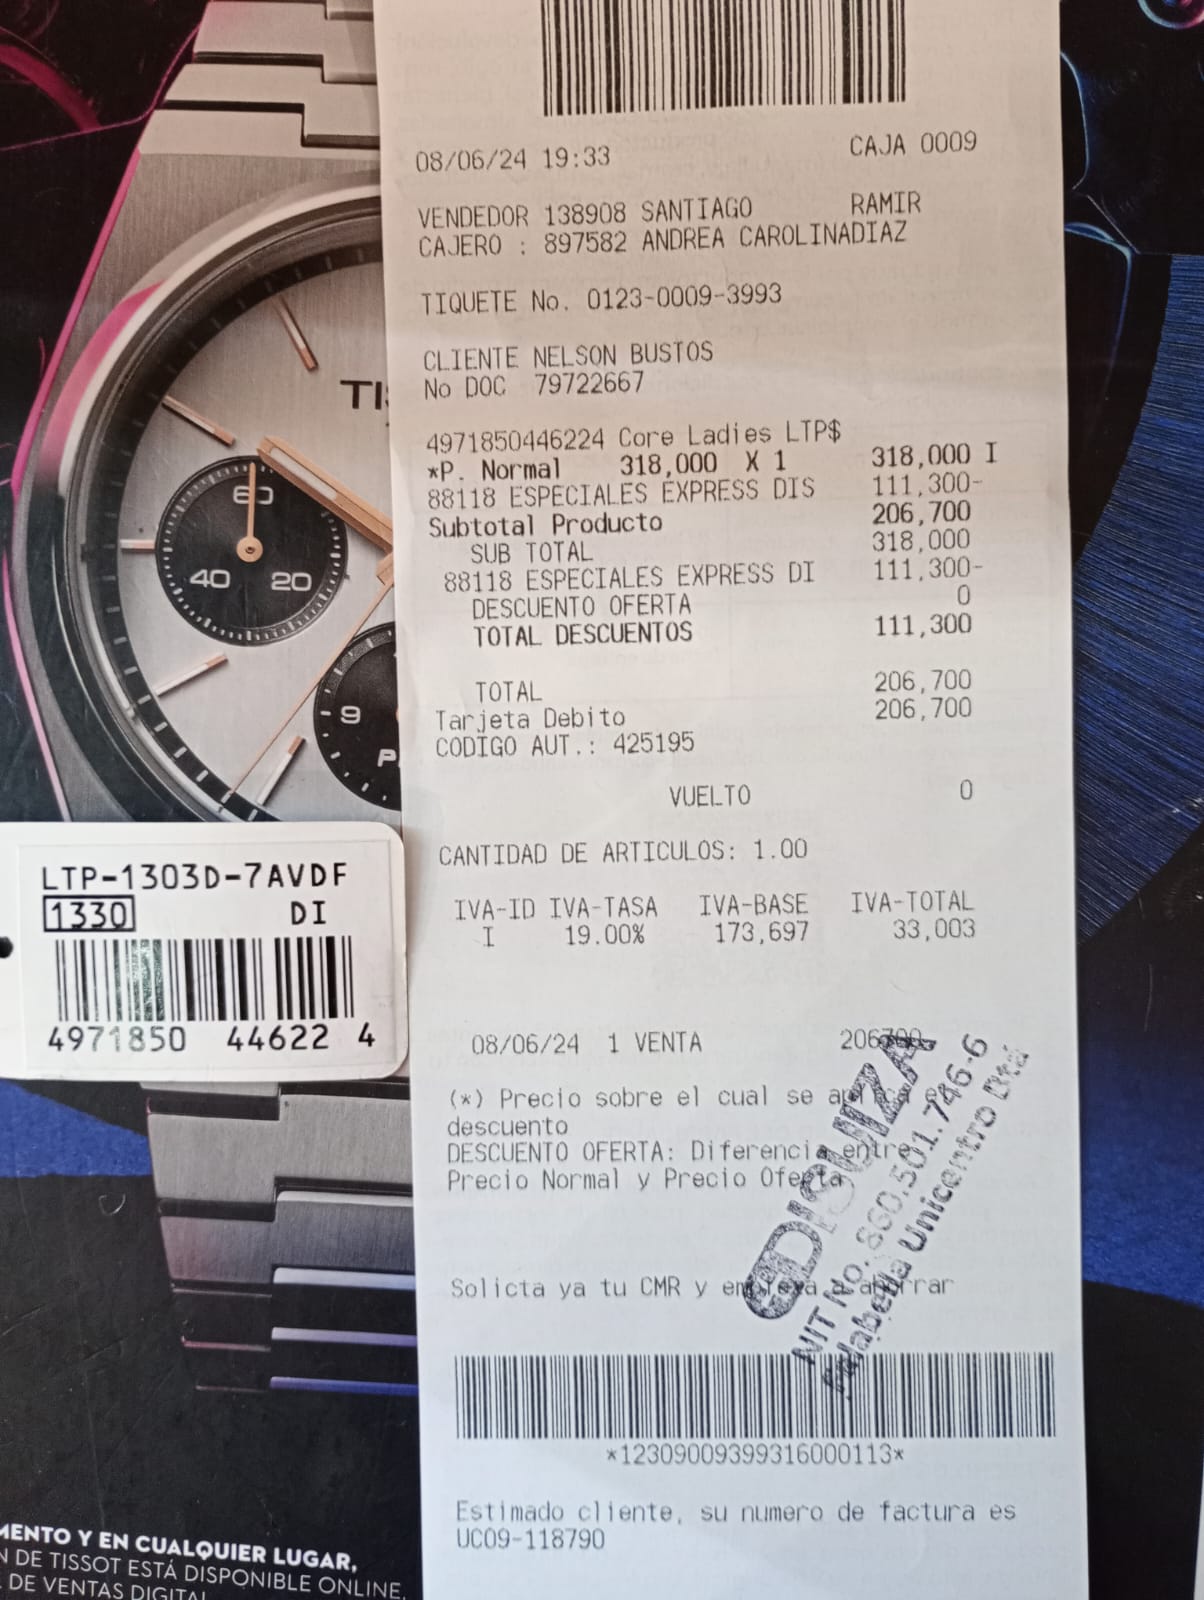 08/06/24 19:33 CAJA 0009
VENDEDOR 138908 SANTIAGO RAMIR
CAJERO : 897582 ANDREA CAROLINADIAZ
TIQUETE No. 0123-0009-3993
CLIENTE NELSON BUSTOS
No DOC 79722667
4971850446224 Core Ladies LTP$
*P. Normal 318,000 X 1 318,000 I
88118 ESPECIALES EXPRESS DIS 111,300-
Subtotal Producto 206,700
SUB TOTAL 318,000
88118 ESPECIALES EXPRESS DI 111,300-
DESCUENTO OFERTA 0
TOTAL DESCUENTOS 111,300
TOTAL 206,700
Tarjeta Debito 206,700
CODIGO AUT.: 425195
VUELTO 0
CANTIDAD DE ARTICULOS: 1.00
IVA-ID IVA-TASA IVA-BASE IVA-TOTAL
I 19.00% 173,697 33,003
08/06/24 1 VENTA 206700
(*) Precio sobre el cual se
descuento
DESCUENTO OFERTA: Diferencia entre
Precio Normal y Precio Oferta
Solicta ya tu CMR y
DISUIZA
NIT No. 860.501.746-6
Falabella Unicentro Btá
*12309009399316000113*
Estimado cliente, su numero de factura es
UC09-118790
LTP-1303D-7AVDF
1330 DI
4971850 44622 4
TIS
60
40 20
9
MENTO Y EN CUALQUIER LUGAR,
N DE TISSOT ESTÁ DISPONIBLE ONLINE,
DE VENTAS DIGITAL